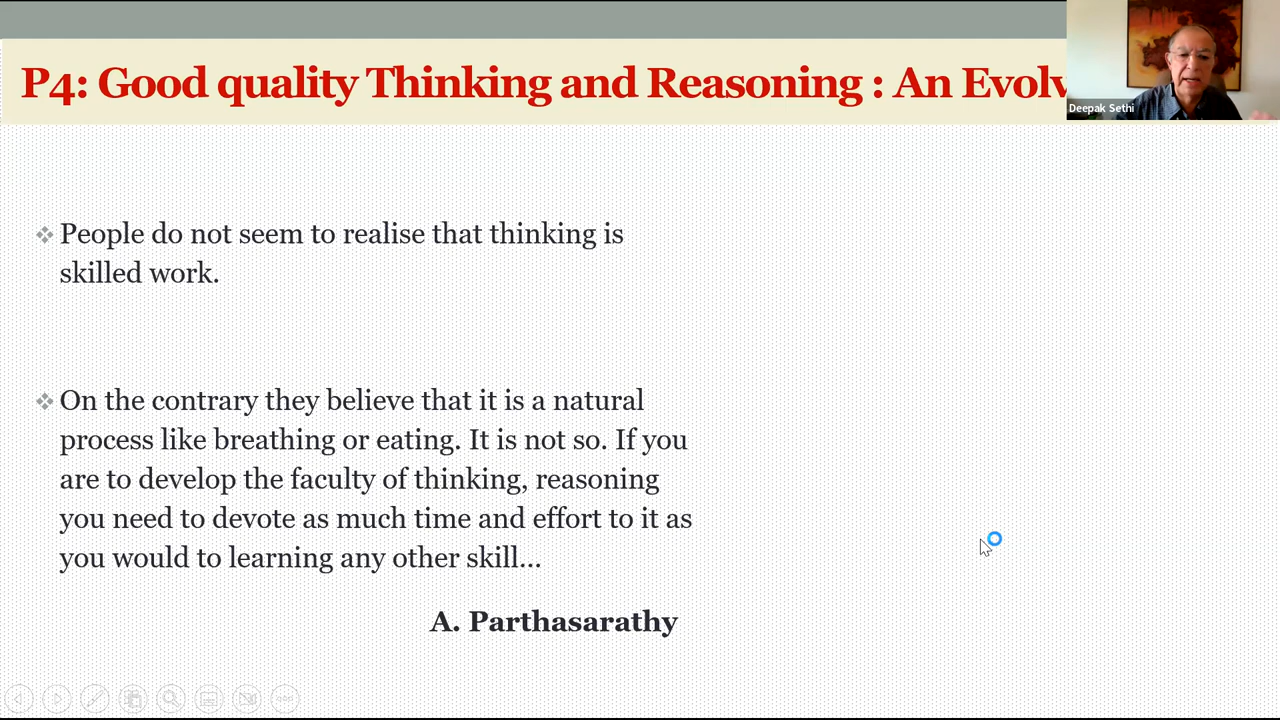 P4: Good quality Thinking and Reasoning : An Evolv
Deepak Sethi
People do not seem to realise that thinking is
skilled work.
On the contrary they believe that it is a natural
process like breathing or eating. It is not so. If you
are to develop the faculty of thinking, reasoning
you need to devote as much time and effort to it as
you would to learning any other skill...
A. Parthasarathy